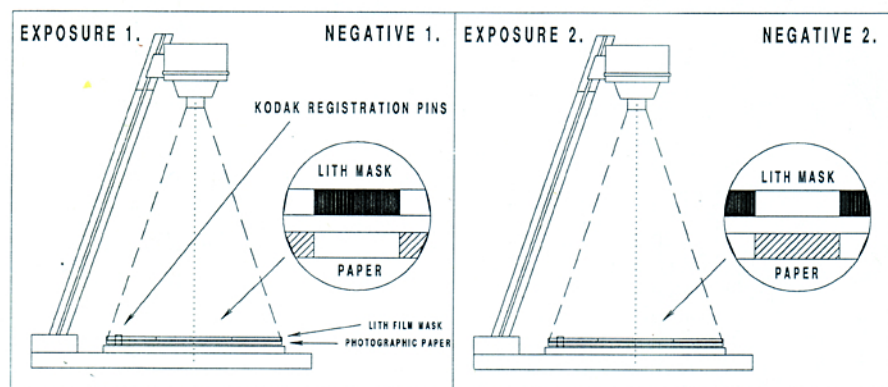 EXPOSURE 1.
NEGATIVE 1.
KODAK REGISTRATION PINS
LITH MASK
PAPER
LITH FILM MASK
PHOTOGRAPHIC PAPER
EXPOSURE 2.
NEGATIVE 2.
LITH MASK
PAPER